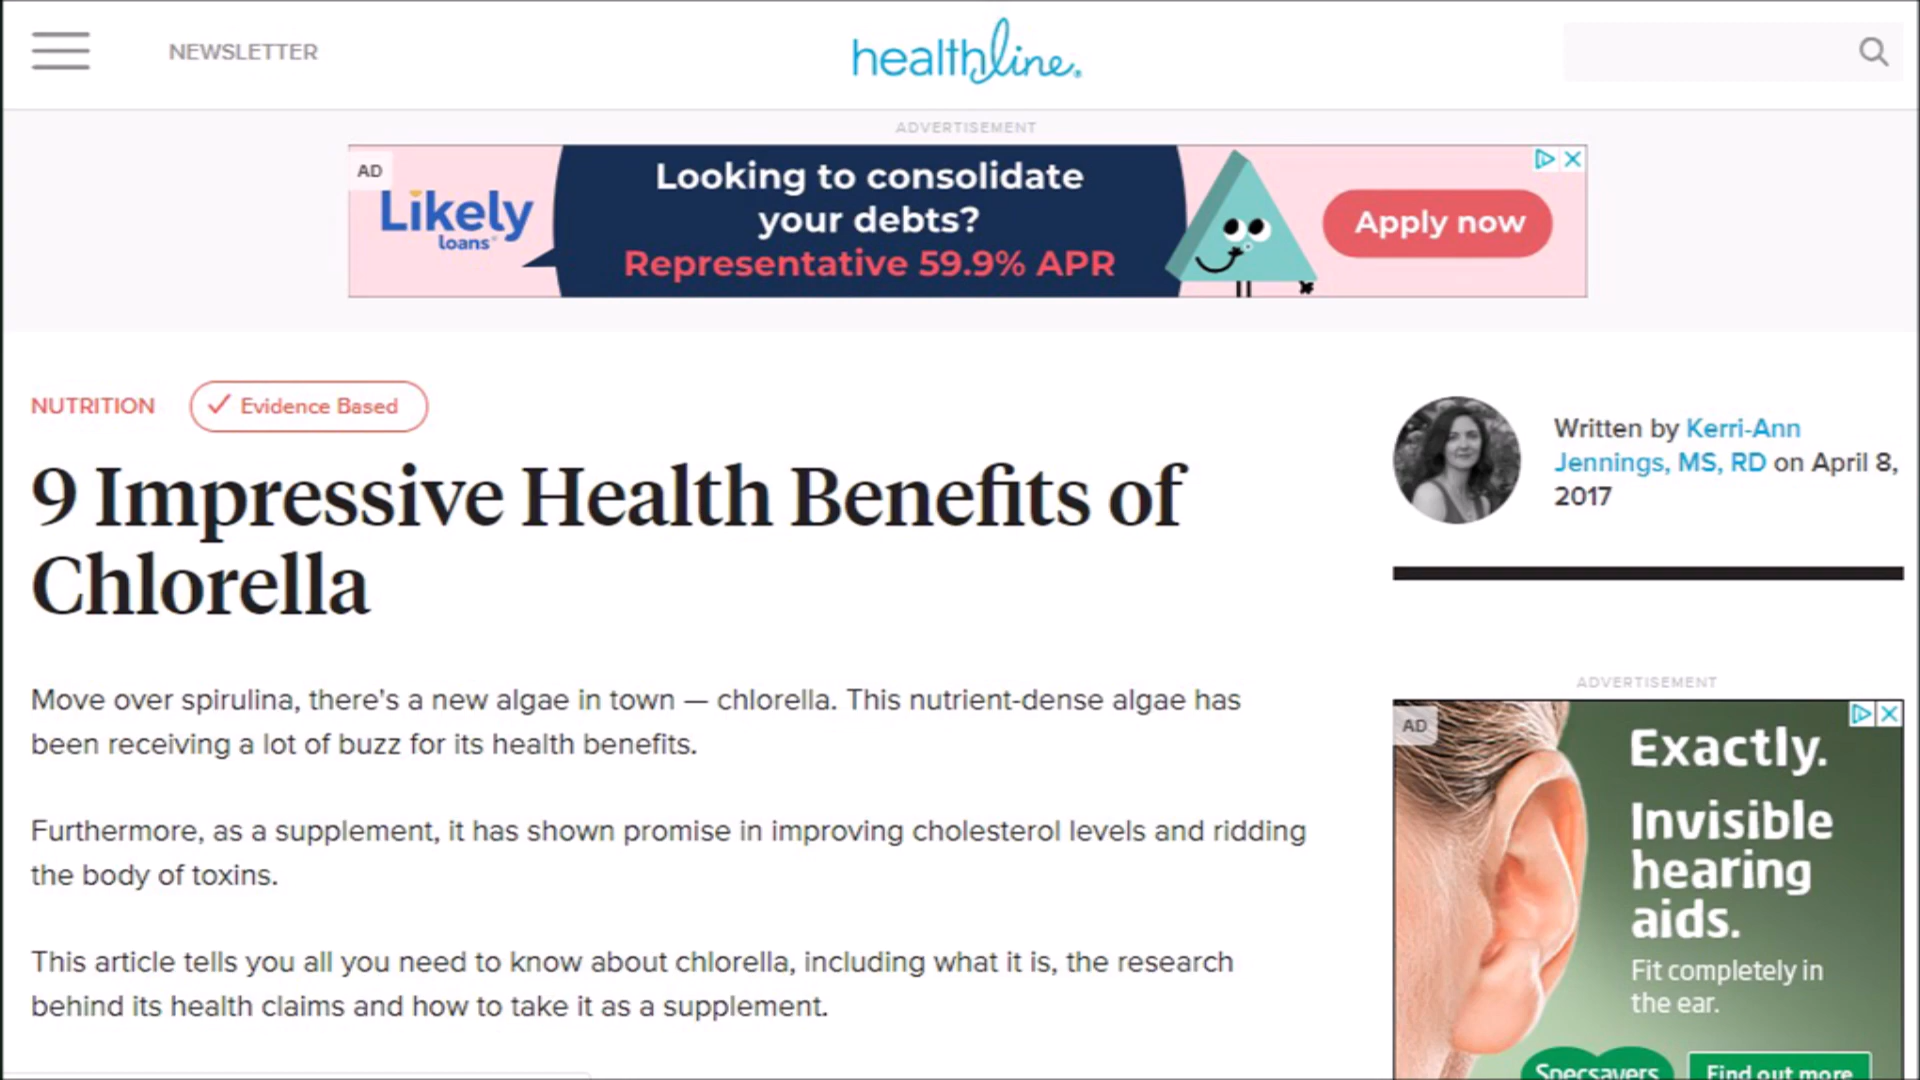 NEWSLETTER
healthline
ADVERTISEMENT
AD
Likely
loans
Looking to consolidate
your debts?
Representative 59.9% APR
Apply now
NUTRITION
Evidence Based
9 Impressive Health Benefits of
Chlorella
Written by Kerri-Ann
Jennings, MS, RD on April 8,
2017
Move over spirulina, there's a new algae in town — chlorella. This nutrient-dense algae has
been receiving a lot of buzz for its health benefits.
Furthermore, as a supplement, it has shown promise in improving cholesterol levels and ridding
the body of toxins.
This article tells you all you need to know about chlorella, including what it is, the research
behind its health claims and how to take it as a supplement.
ADVERTISEMENT
AD
Exactly.
Invisible
hearing
aids.
Fit completely in
the ear.
Specsavers
Find out more